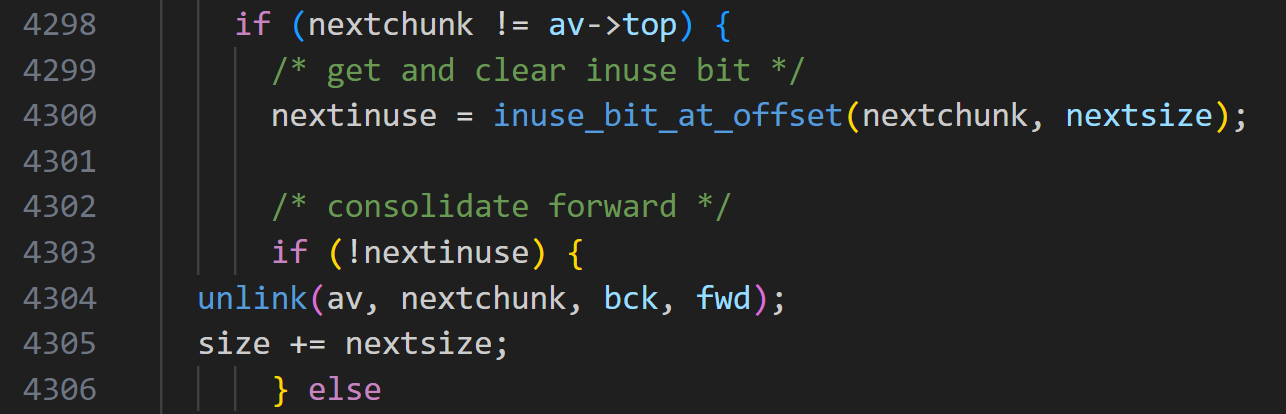 4298 if (nextchunk != av->top) {
4299 /* get and clear inuse bit */
4300 nextinuse = inuse_bit_at_offset(nextchunk, nextsize);
4301
4302 /* consolidate forward */
4303 if (!nextinuse) {
4304 unlink(av, nextchunk, bck, fwd);
4305 size += nextsize;
4306 } else